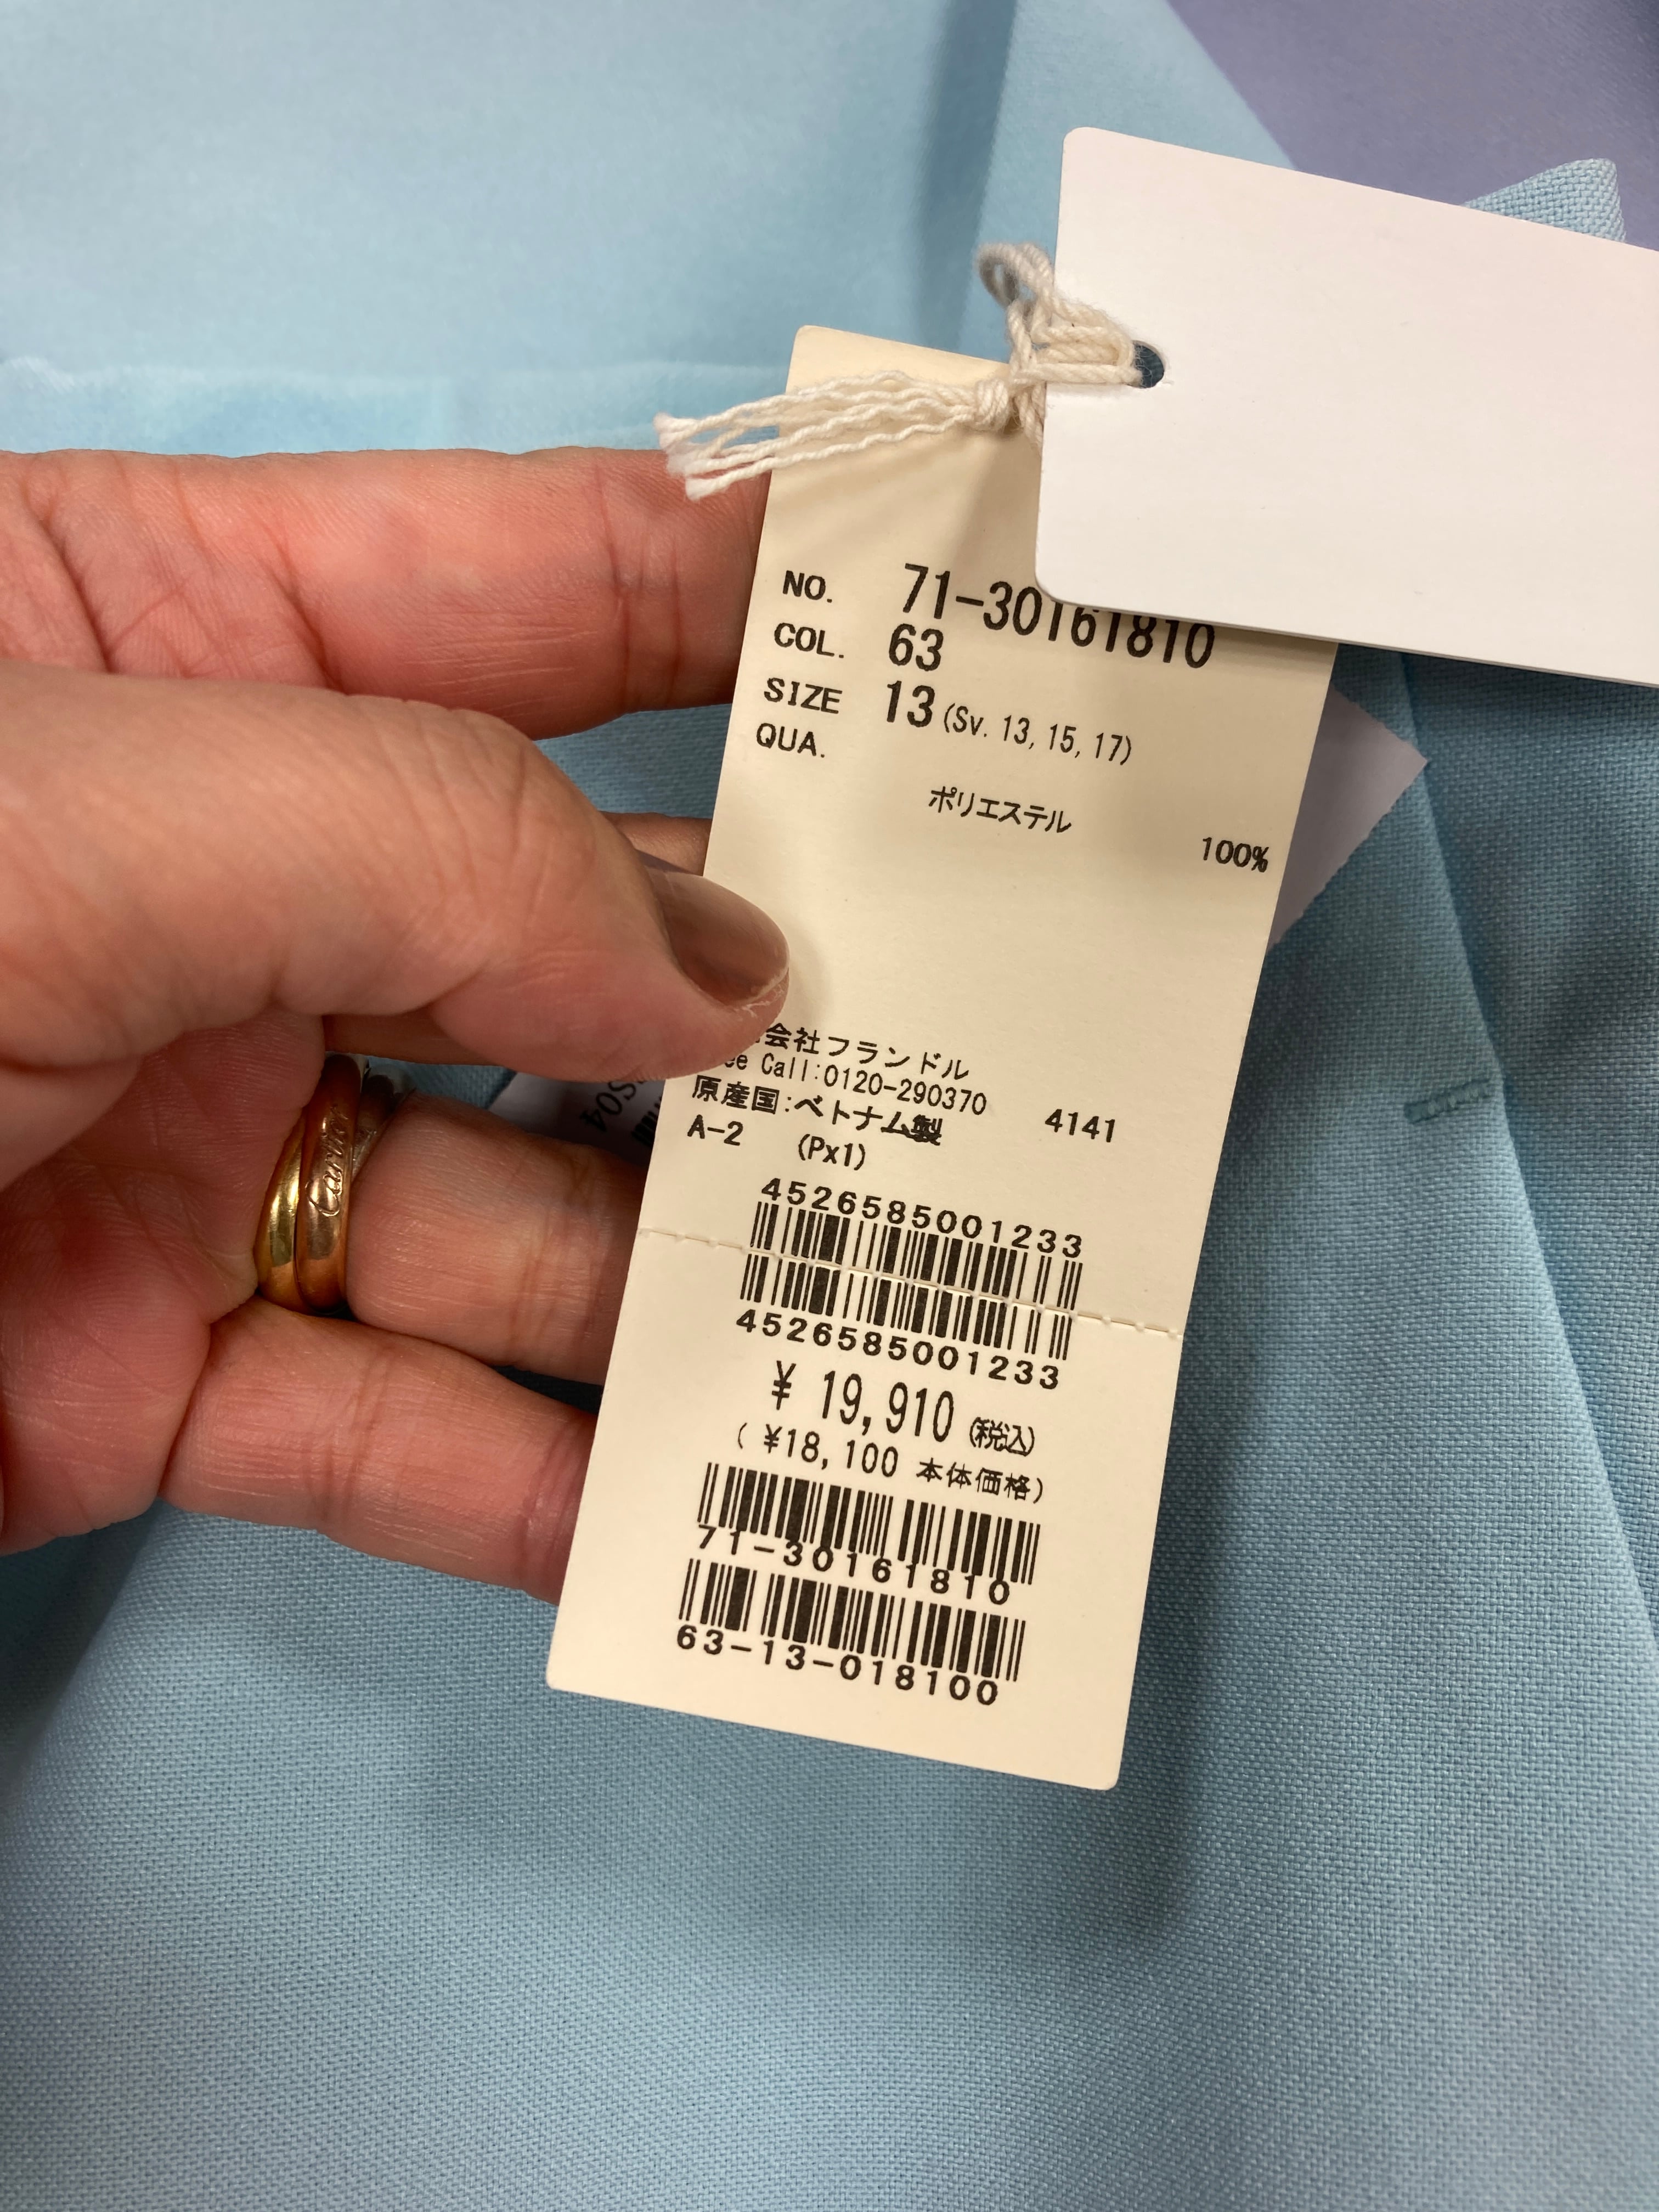 NO. 71-30161810
COL. 63
SIZE 13 (Sv. 13, 15, 17)
QUA.
ポリエステル
100%
会社フランドル
Call:0120-290370
原産国:ベトナム製 4141
A-2 (Px1)
4526585001233
4526585001233
¥ 19,910 (税込)
( ¥18,100 本体価格)
71-30161810
63-13-018100